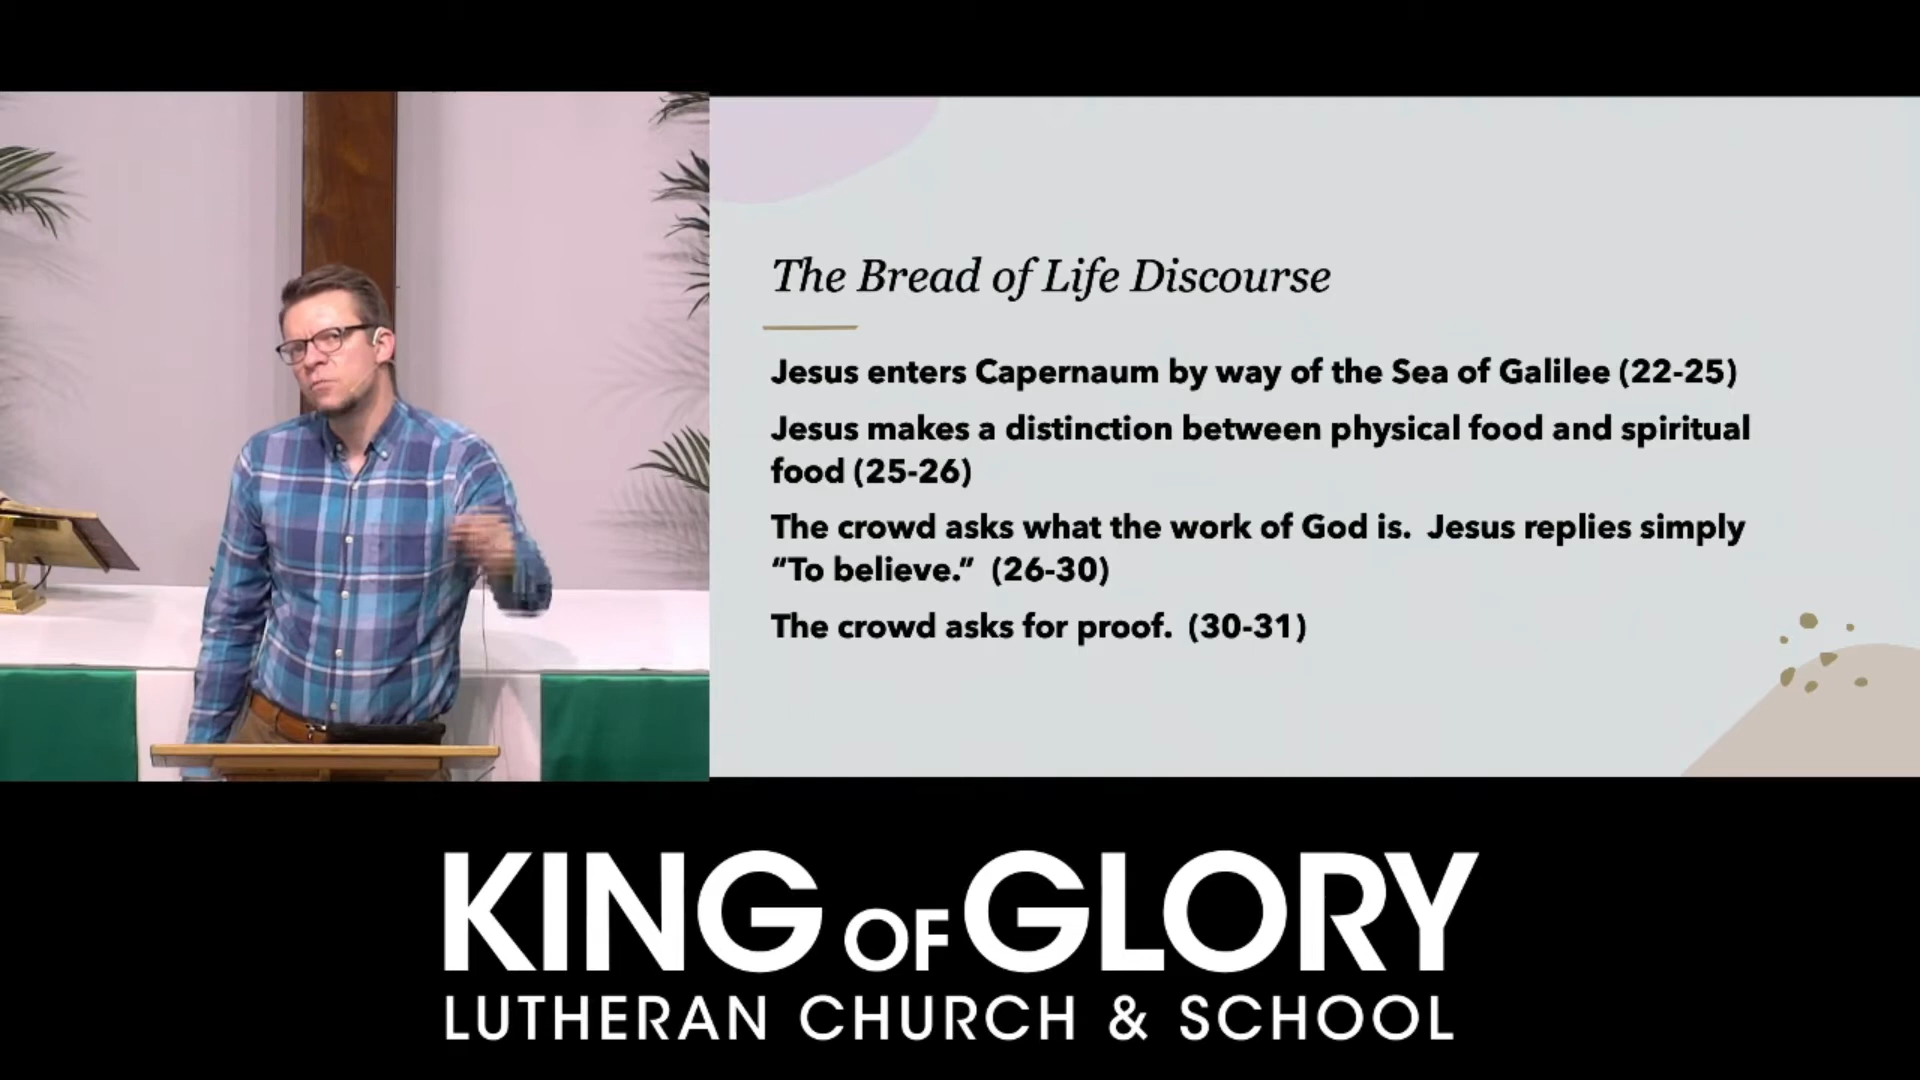 The Bread of Life Discourse
Jesus enters Capernaum by way of the Sea of Galilee (22-25)
Jesus makes a distinction between physical food and spiritual
food (25-26)
The crowd asks what the work of God is.  Jesus replies simply
“To believe.”  (26-30)
The crowd asks for proof.  (30-31)
KING OF GLORY
LUTHERAN CHURCH & SCHOOL